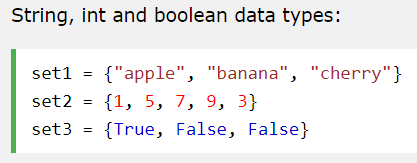 String, int and boolean data types:
set1 = {"apple", "banana", "cherry"}
set2 = {1, 5, 7, 9, 3}
set3 = {True, False, False}